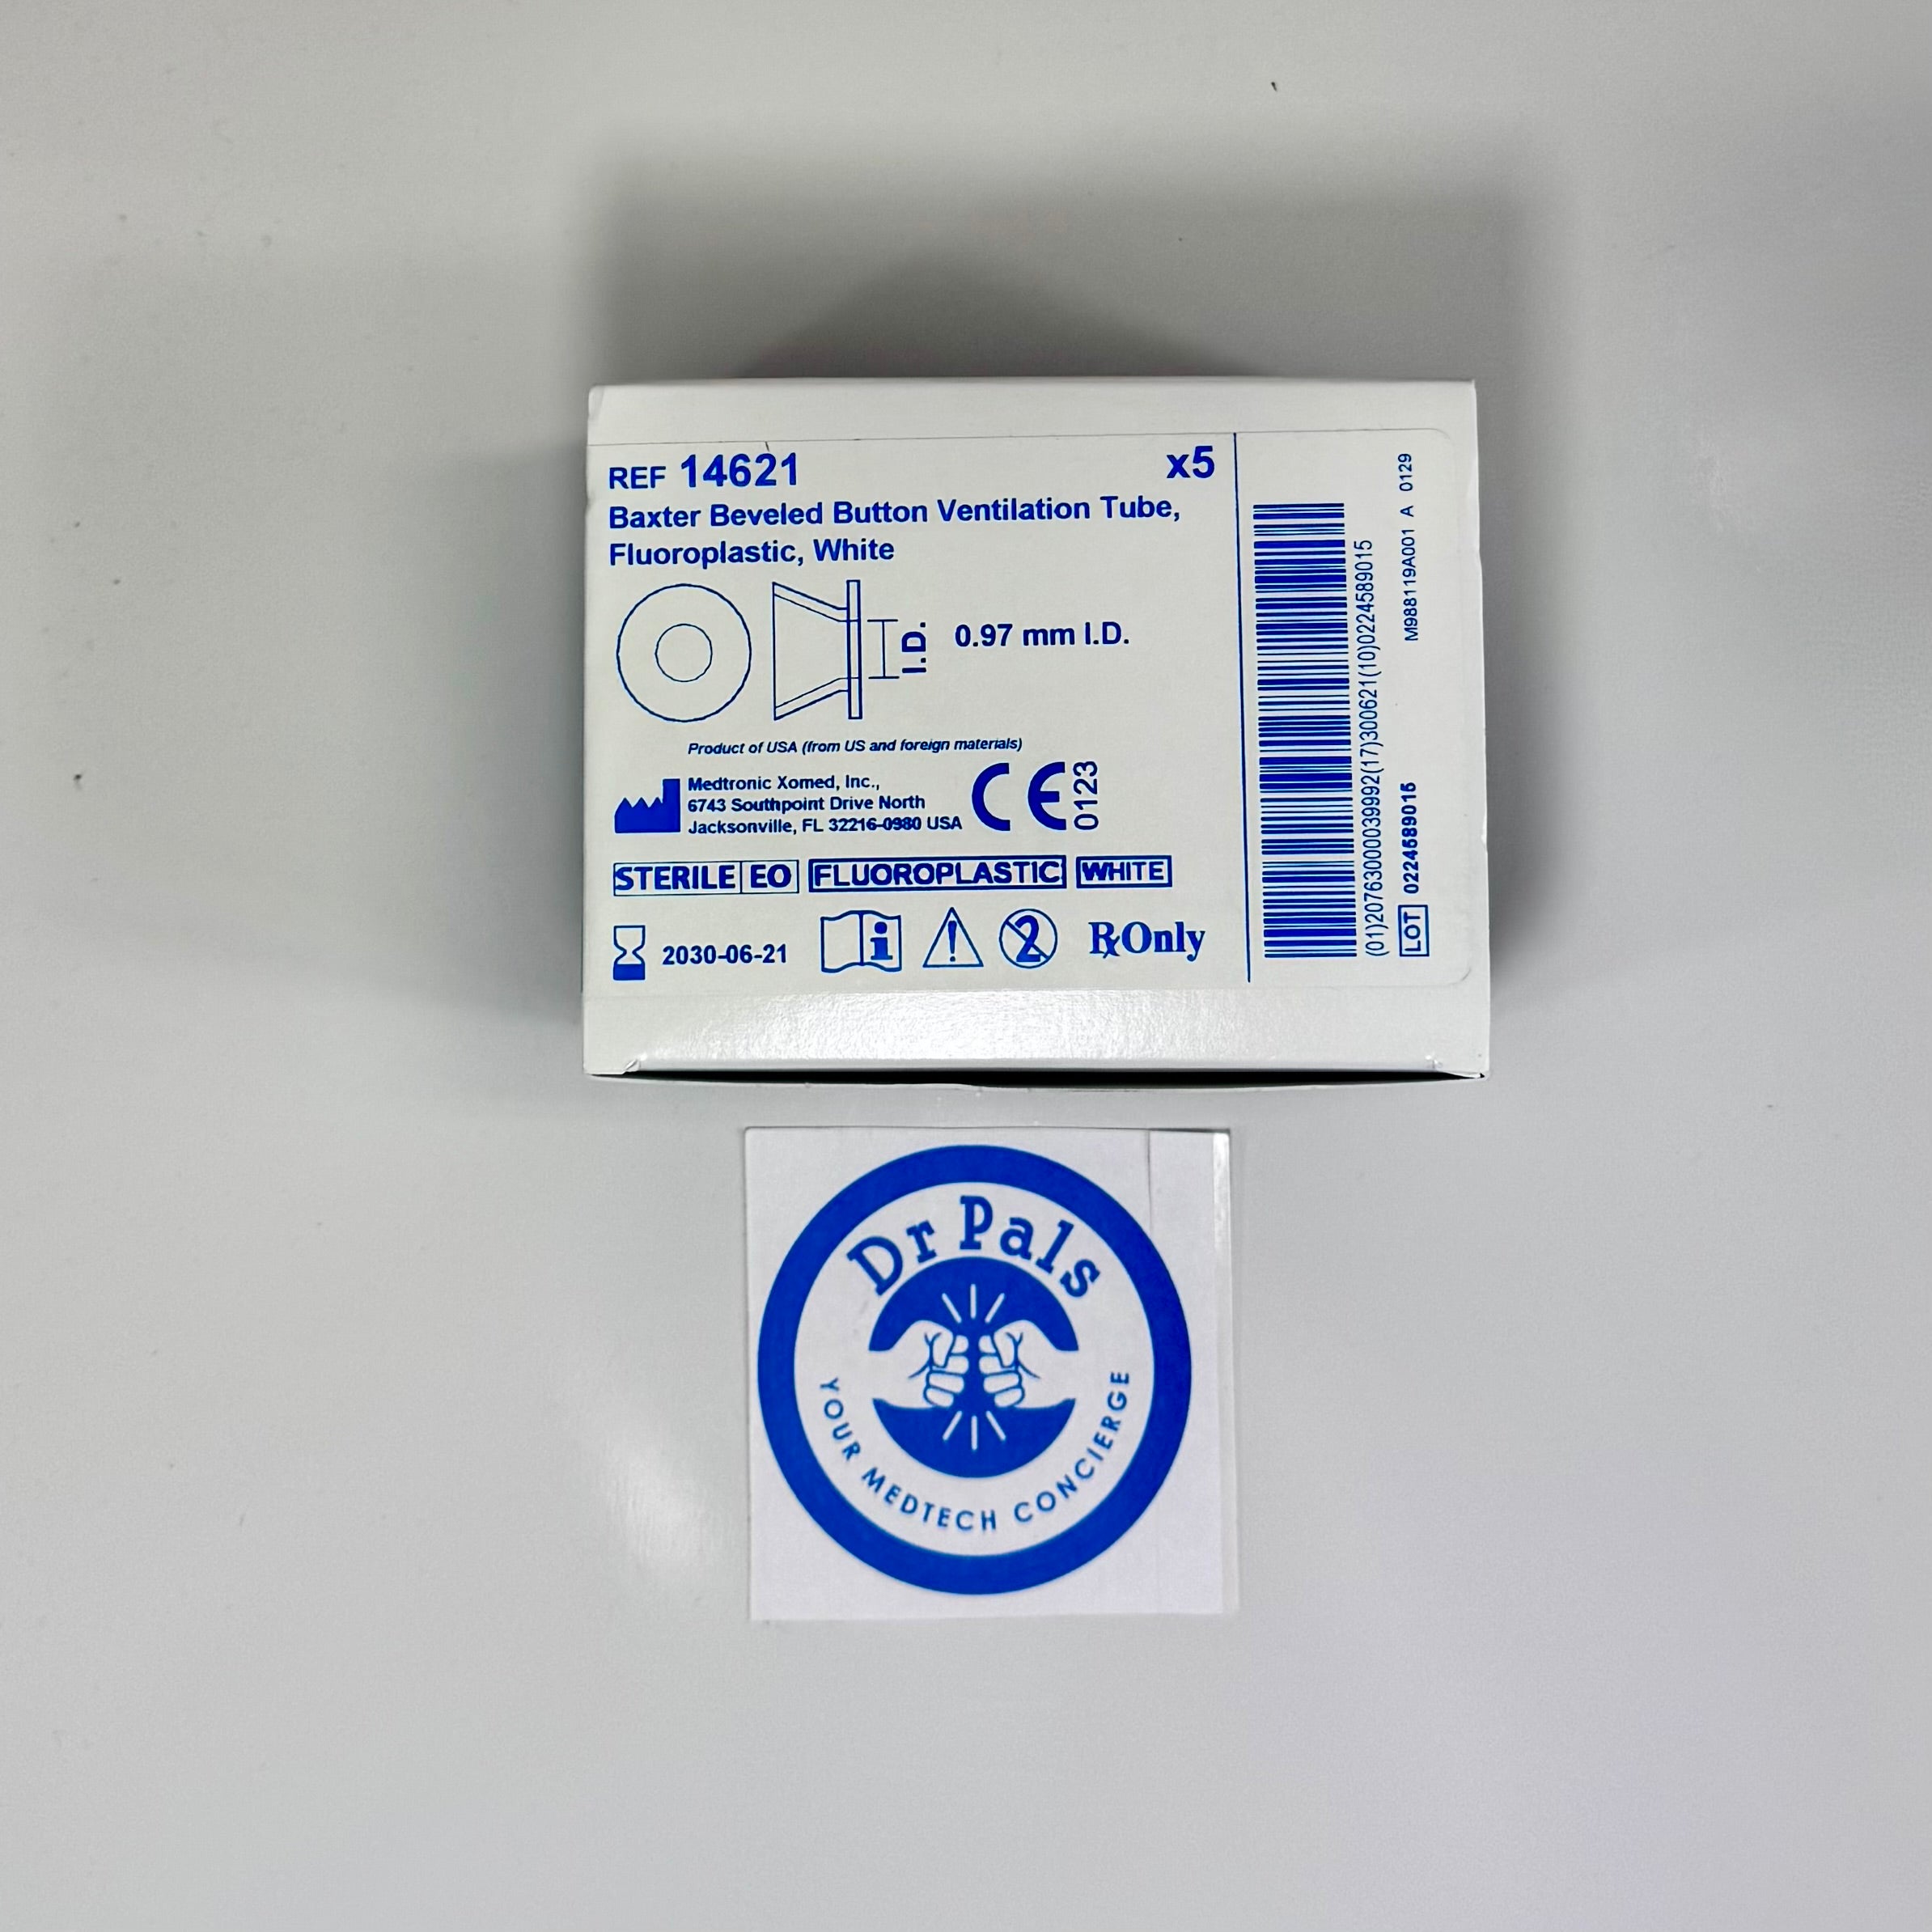 REF 14621 x5
Baxter Beveled Button Ventilation Tube,
Fluoroplastic, White
I.D. 0.97 mm I.D.
Product of USA (from US and foreign materials)
Medtronic Xomed, Inc.,
6743 Southpoint Drive North
Jacksonville, FL 32216-0980 USA
CE 0123
STERILE EO FLUOROPLASTIC WHITE
2030-06-21 i ! 2 RxOnly
(01)20763000039992(17)300621(10)0224589015
LOT 0224589015
M988119A001 A 0129
Dr Pals
YOUR MEDTECH CONCIERGE